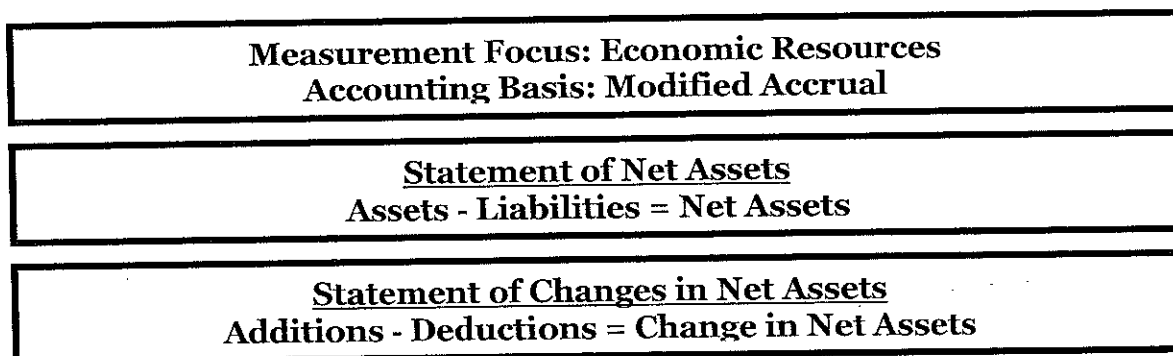 Measurement Focus: Economic Resources
Accounting Basis: Modified Accrual
Statement of Net Assets
Assets - Liabilities = Net Assets
Statement of Changes in Net Assets
Additions - Deductions = Change in Net Assets